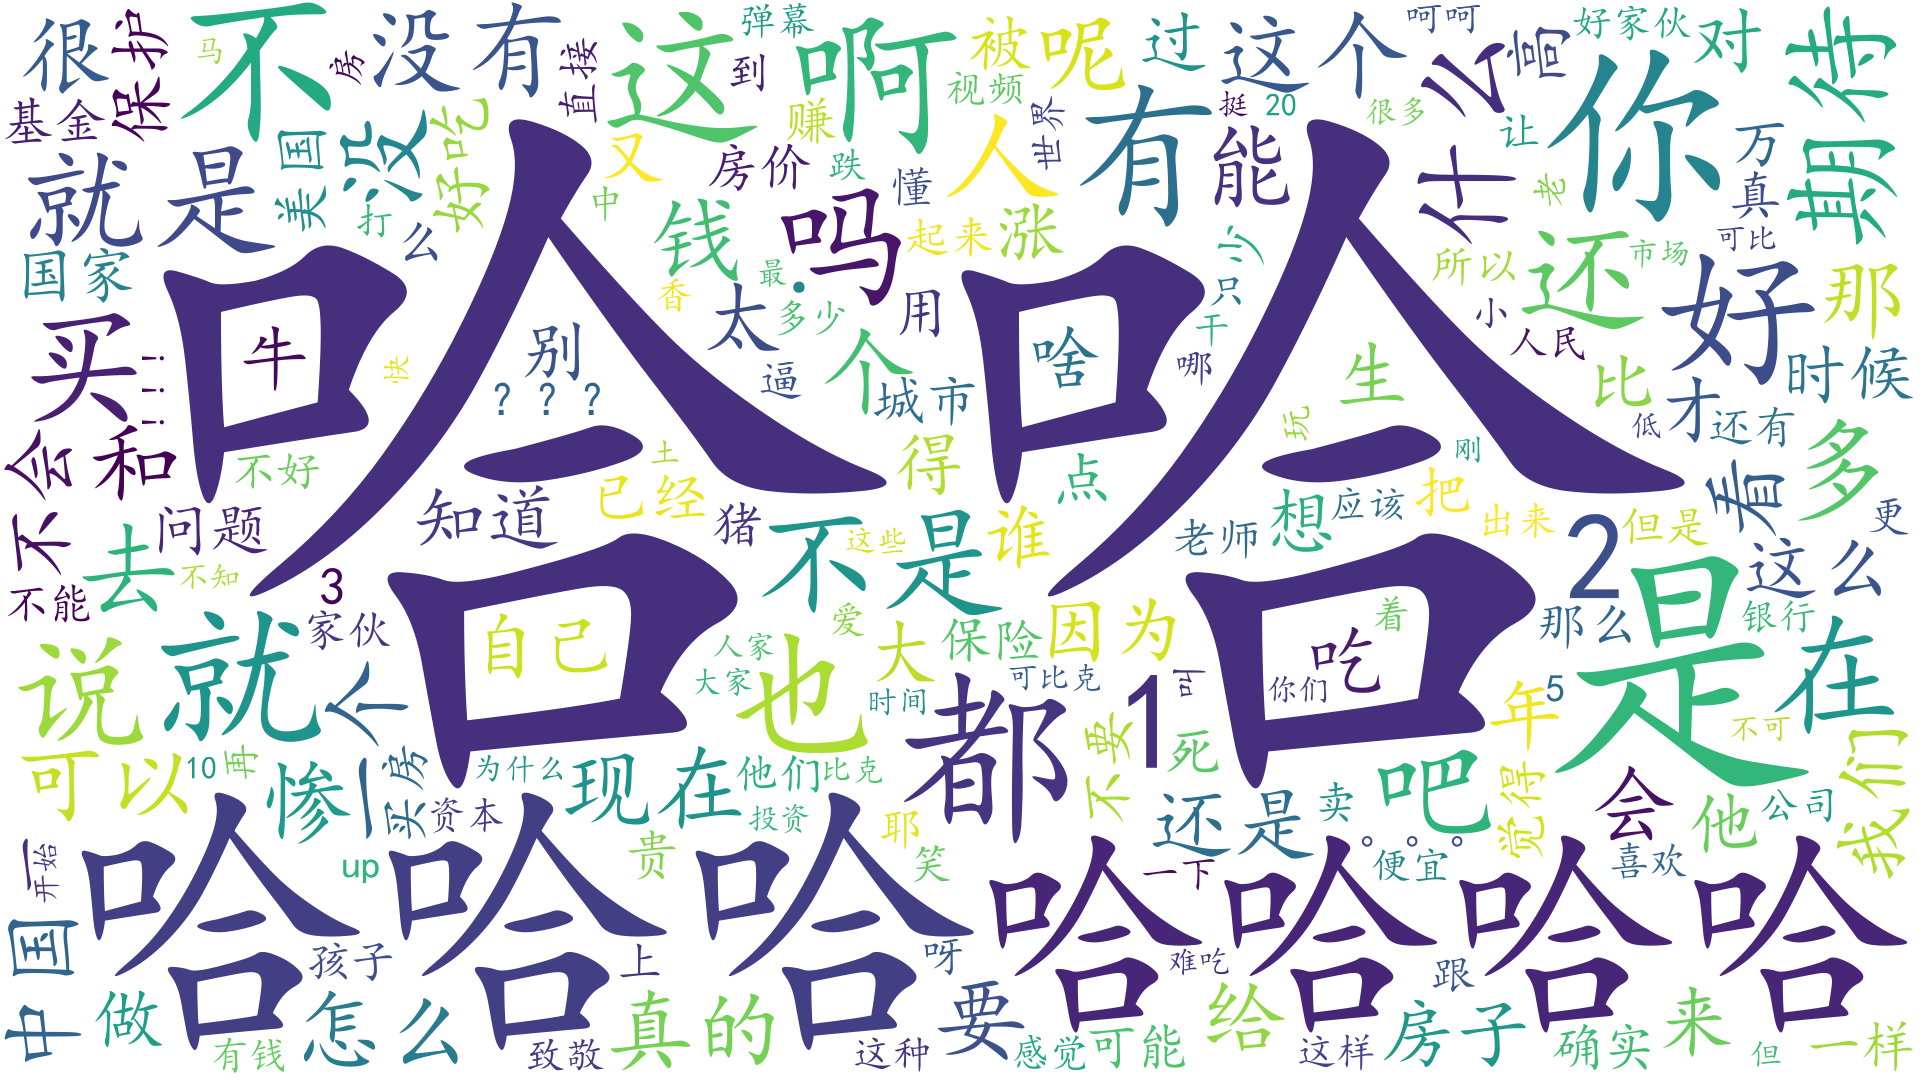 很
马
不
房
没有
直接
这
弹幕
到
啊
被
呢
过
这个
呵呵
什么
高
好家伙
对
期待
基金
保护
美国
没
好吃
又
赚
视频
世界
人
有
挺
20
很多
能
你
让
万
就是
打
么
中
钱
房价
跌
懂
吗
起来
涨
少
老
真
可比
国家
香
最
·
多少
太
用
只
干
所以
还
市场
好
那
买
!!!
牛
快
别
???
逼
个
城市
哪
啥
小
人民
生
比
时候
哈哈
不会
和
不好
土
已经
得
点
玩
低
才
还有
多
刚
看
更
问题
知道
猪
谁
老师
想
应该
把
出来
2
但是
这么
不能
去
不知
3
不是
这些
家伙
自己
爱
大
保险
因为
吃
着
那么
是
银行
在
说
就
一个
人家
大家
也
时间
都
可比克
1
叫
你们
年
5
不可
我们
可以
10
再
惨
买房
资本
为什么
现在
他们
比克
投资
不要
死
还是
卖
吧
觉得
会
他
公司
开始
up
哈哈哈
贵
耶
笑
哈哈哈哈
一下
。。。
便宜
喜欢
中国
孩子
上
呀
难吃
跟
做
有钱
怎么
致敬
真的
这种
要
感觉
可能
给
这样
房子
确实
来
但
一样